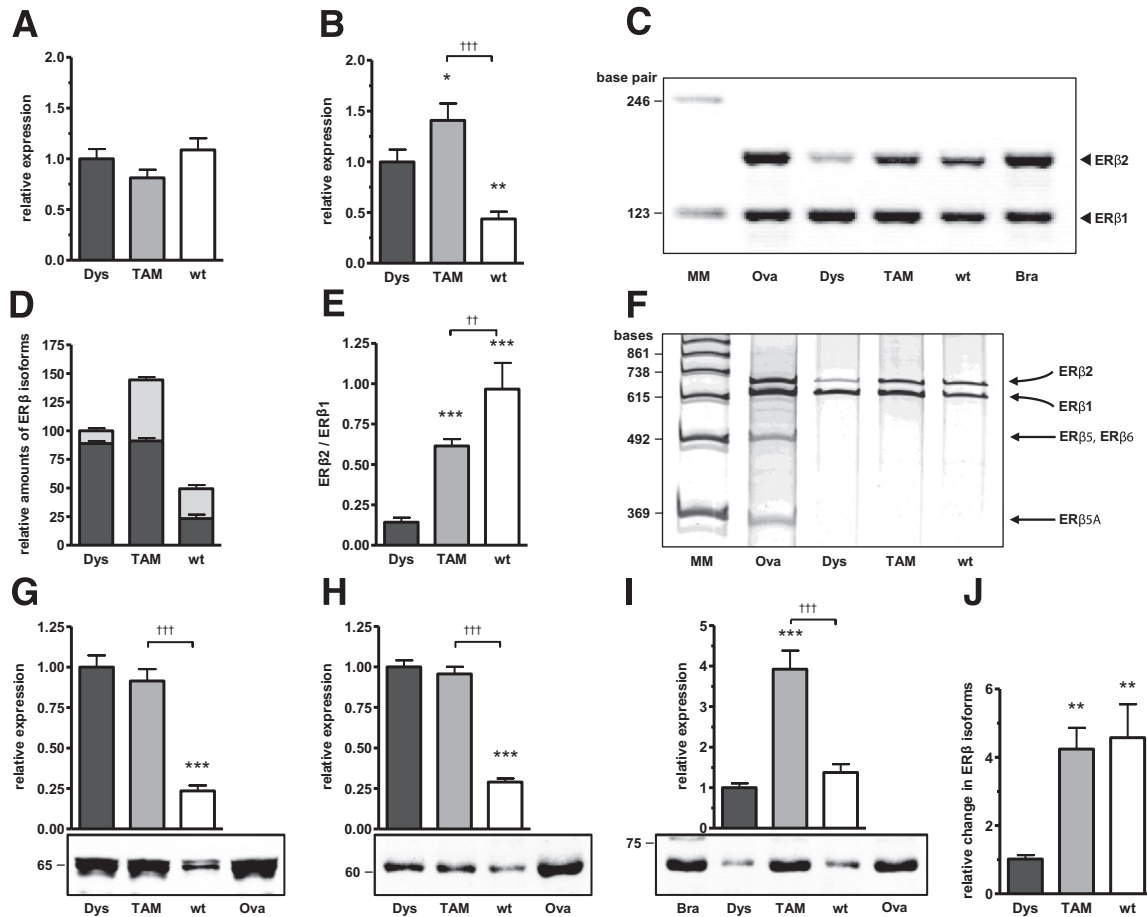 A
relative expression
2.0
1.5
1.0
0.5
0.0
Dys TAM wt
B
relative expression
2.0
1.5
1.0
0.5
0.0
†††
*
**
Dys TAM wt
C
base pair
246
123
ERβ2
ERβ1
MM Ova Dys TAM wt Bra
D
relative amounts of ERβ isoforms
175
150
125
100
75
50
25
0
Dys TAM wt
E
ERβ2 / ERβ1
1.25
1.00
0.75
0.50
0.25
0.00
††
***
***
Dys TAM wt
F
bases
861
738
615
492
369
ERβ2
ERβ1
ERβ5, ERβ6
ERβ5A
MM Ova Dys TAM wt
G
relative expression
1.25
1.00
0.75
0.50
0.25
0.00
†††
***
65
Dys TAM wt Ova
H
relative expression
1.25
1.00
0.75
0.50
0.25
0.00
†††
***
60
Dys TAM wt Ova
I
relative expression
5
4
3
2
1
0
†††
***
75
Bra Dys TAM wt Ova
J
relative change in ERβ isoforms
6
4
2
0
**
**
Dys TAM wt